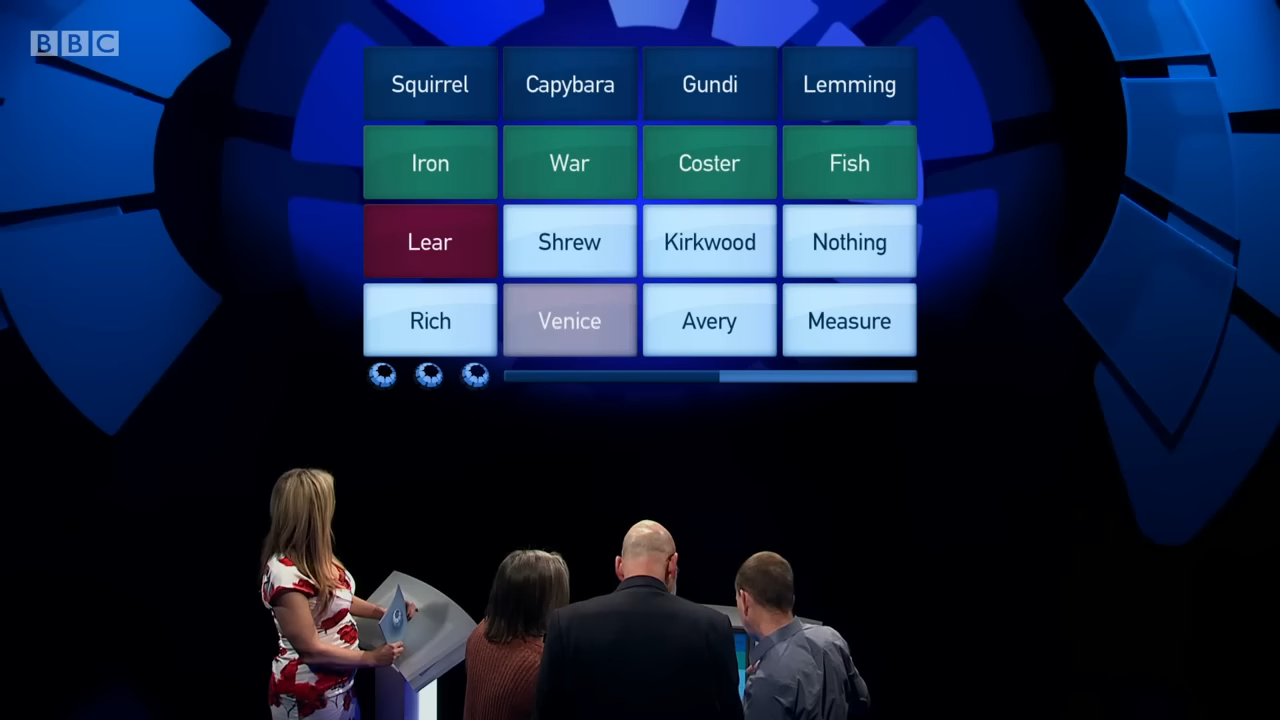 BBC
Squirrel Capybara Gundi Lemming
Iron War Coster Fish
Lear Shrew Kirkwood Nothing
Rich Venice Avery Measure